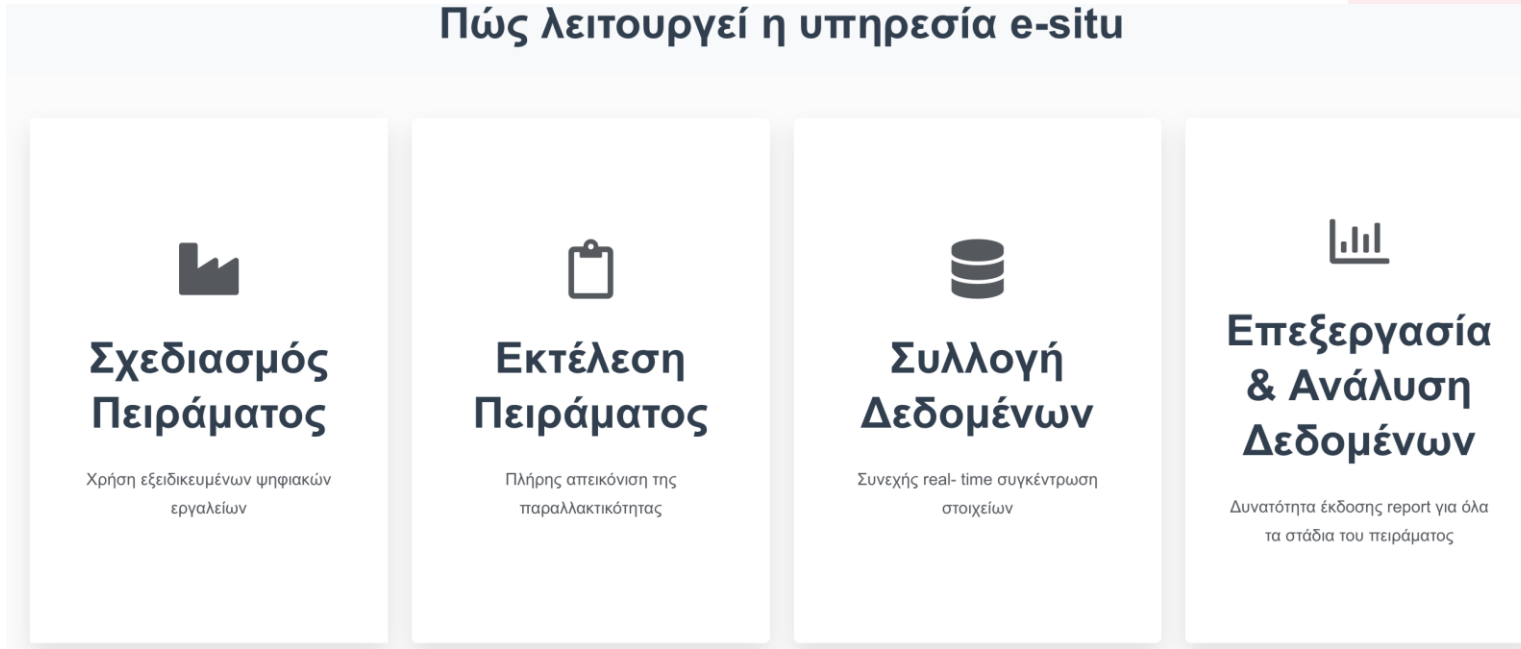 Πώς λειτουργεί η υπηρεσία e-situ
Σχεδιασμός
Πειράματος
Χρήση εξειδικευμένων ψηφιακών
εργαλείων
Εκτέλεση
Πειράματος
Πλήρης απεικόνιση της
παραλλακτικότητας
Συλλογή
Δεδομένων
Συνεχής real- time συγκέντρωση
στοιχείων
Επεξεργασία
& Ανάλυση
Δεδομένων
Δυνατότητα έκδοσης report για όλα
τα στάδια του πειράματος